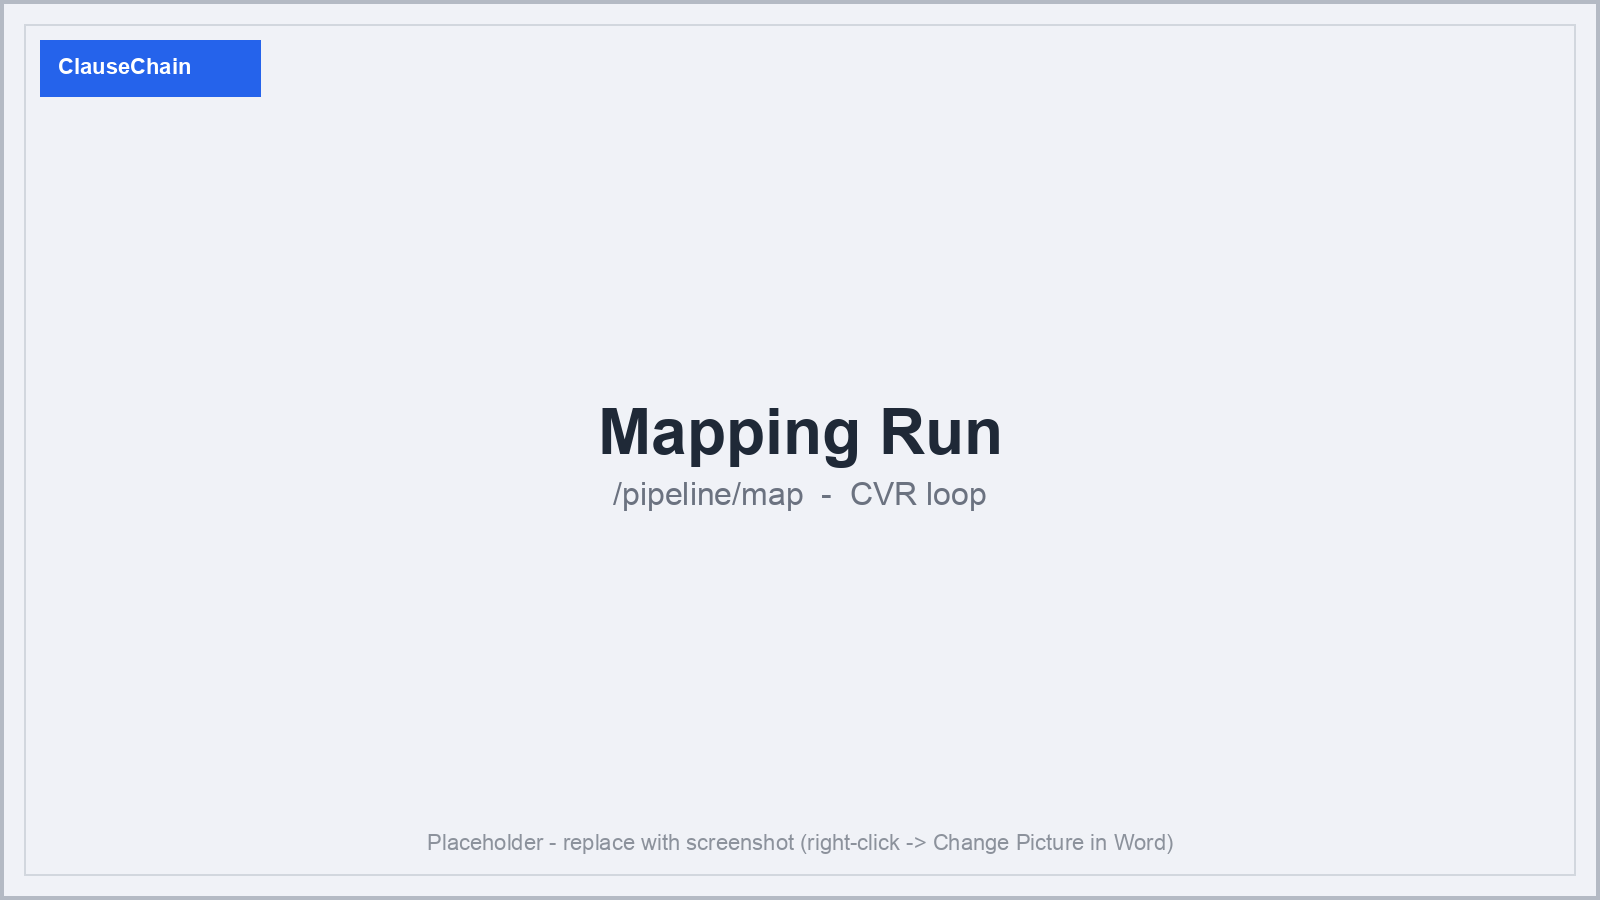 ClauseChain
Mapping Run
/pipeline/map - CVR loop
Placeholder - replace with screenshot (right-click -> Change Picture in Word)